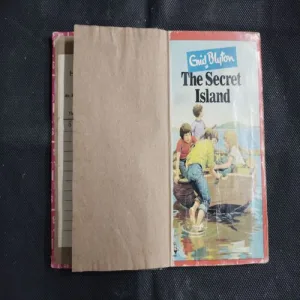 Enid Blyton
The Secret
Island